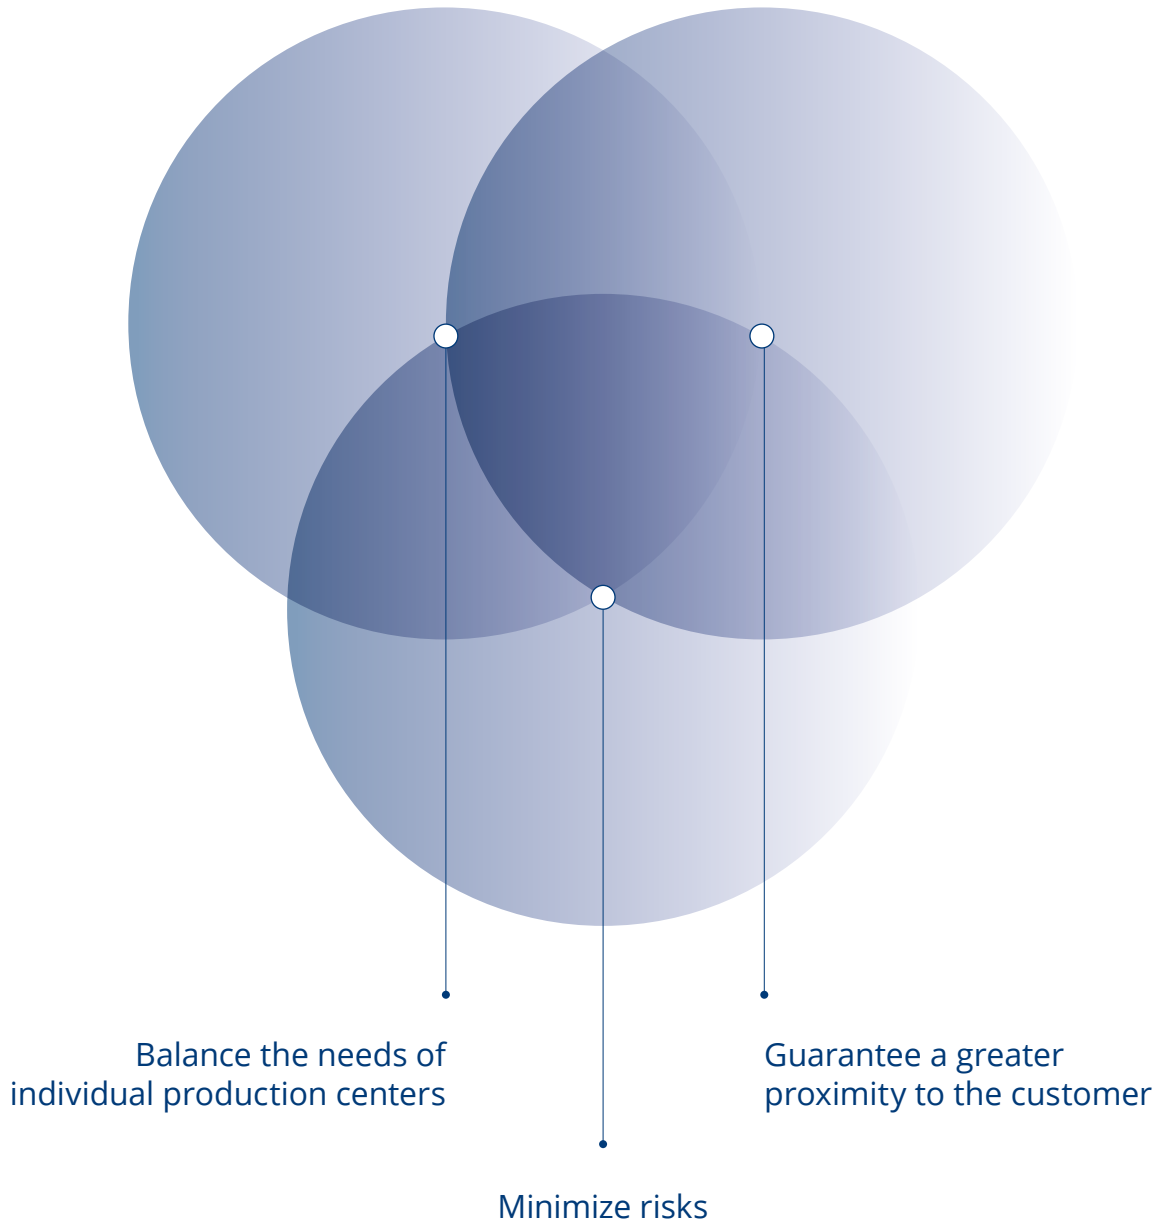 Balance the needs of
individual production centers
Guarantee a greater
proximity to the customer
Minimize risks